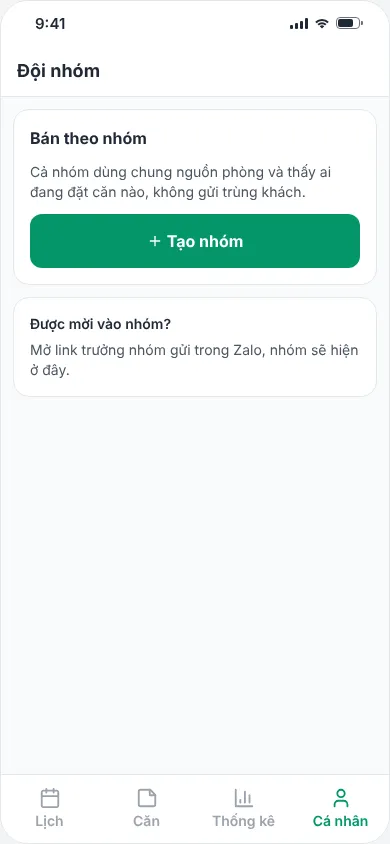 9:41
Đội nhóm
Bán theo nhóm
Cả nhóm dùng chung nguồn phòng và thấy ai
đang đặt căn nào, không gửi trùng khách.
+ Tạo nhóm
Được mời vào nhóm?
Mở link trưởng nhóm gửi trong Zalo, nhóm sẽ hiện
ở đây.
Lịch
Căn
Thống kê
Cá nhân